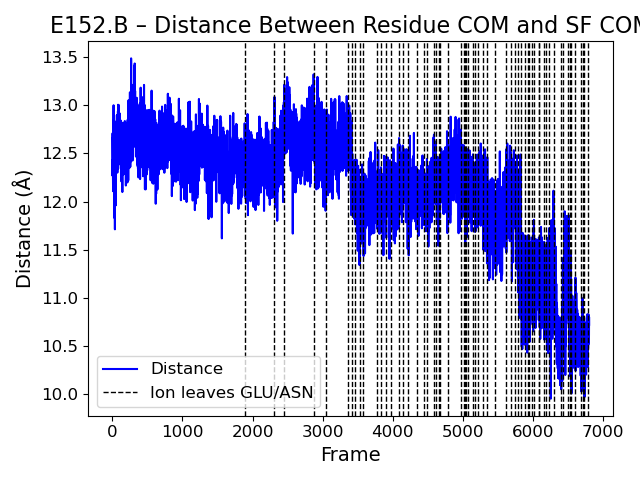 E152.B – Distance Between Residue COM and SF COM
Distance (Å)
13.5
13.0
12.5
12.0
11.5
11.0
10.5
10.0
Distance
Ion leaves GLU/ASN
0 1000 2000 3000 4000 5000 6000 7000
Frame